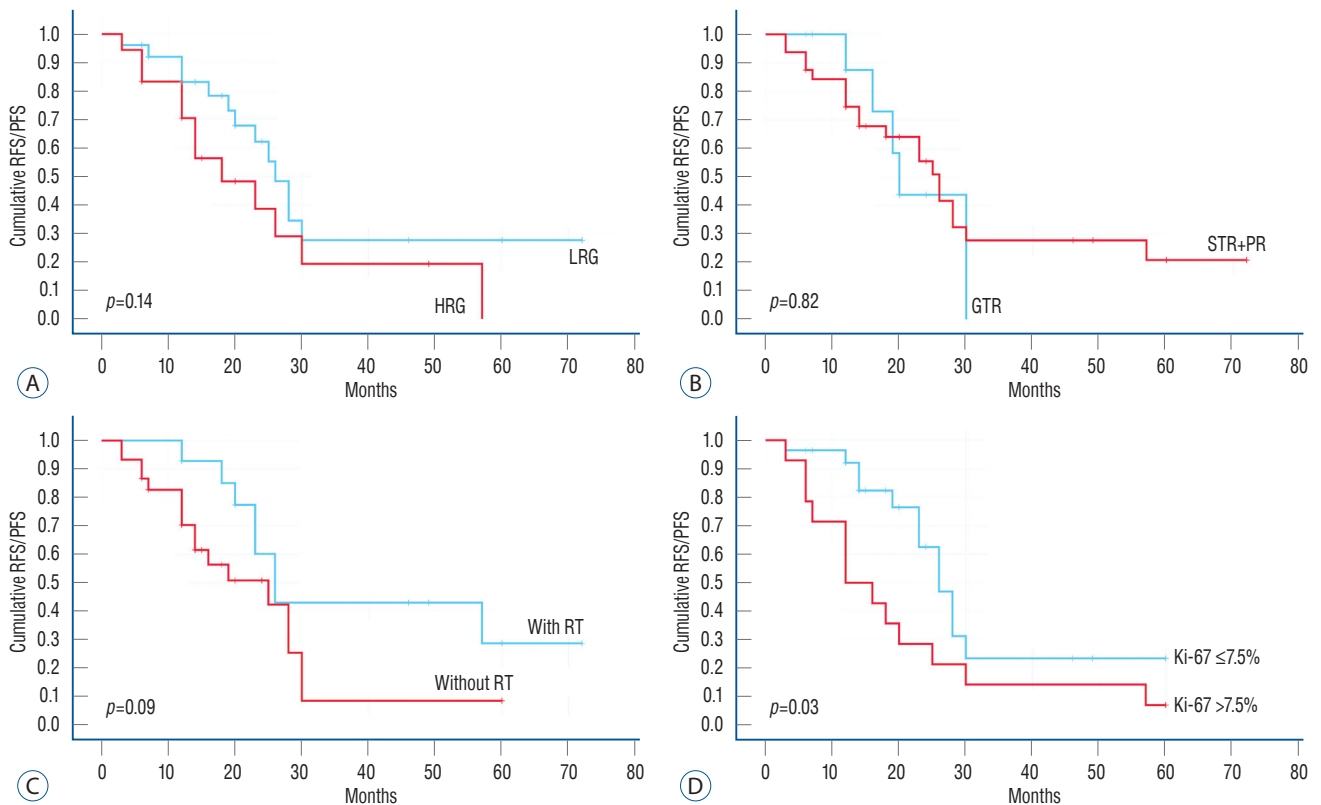 Cumulative RFS/PFS
1.0
0.9
0.8
0.7
0.6
0.5
0.4
0.3
0.2
0.1
0.0
LRG
HRG
p=0.14
0 10 20 30 40 50 60 70 80
Months
A
Cumulative RFS/PFS
1.0
0.9
0.8
0.7
0.6
0.5
0.4
0.3
0.2
0.1
0.0
STR+PR
GTR
p=0.82
0 10 20 30 40 50 60 70 80
Months
B
Cumulative RFS/PFS
1.0
0.9
0.8
0.7
0.6
0.5
0.4
0.3
0.2
0.1
0.0
With RT
Without RT
p=0.09
0 10 20 30 40 50 60 70 80
Months
C
Cumulative RFS/PFS
1.0
0.9
0.8
0.7
0.6
0.5
0.4
0.3
0.2
0.1
0.0
Ki-67 ≤7.5%
Ki-67 >7.5%
p=0.03
0 10 20 30 40 50 60 70 80
Months
D